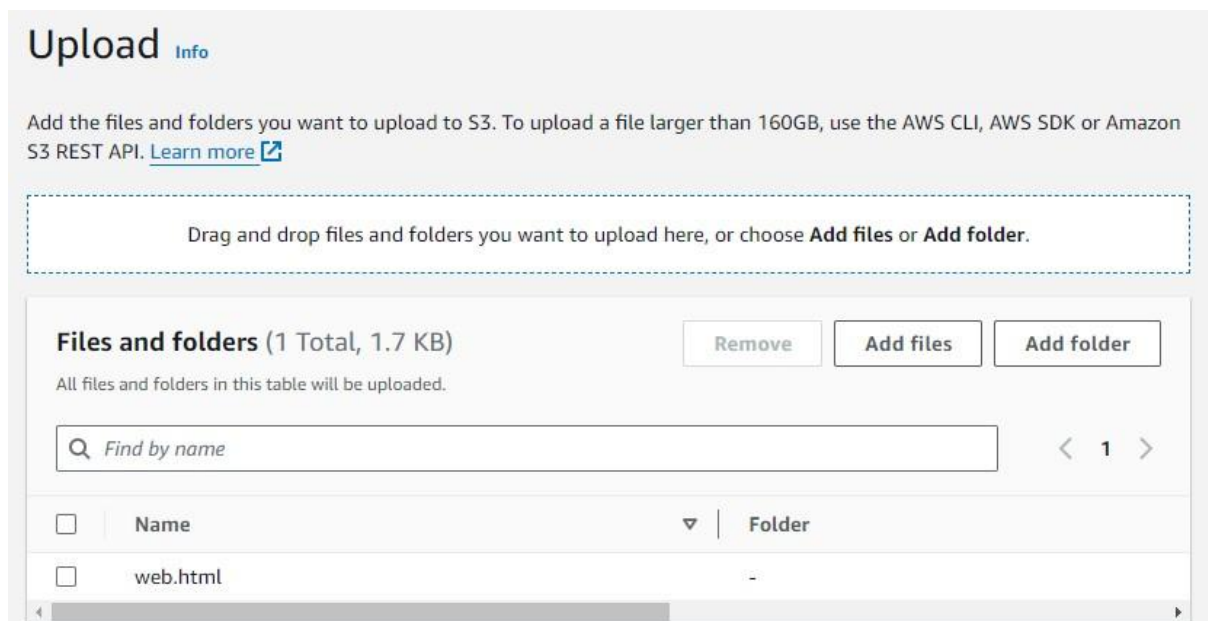 Upload Info
Add the files and folders you want to upload to S3. To upload a file larger than 160GB, use the AWS CLI, AWS SDK or Amazon
S3 REST API. Learn more
Drag and drop files and folders you want to upload here, or choose Add files or Add folder.
Files and folders (1 Total, 1.7 KB)
Remove
Add files
Add folder
All files and folders in this table will be uploaded.
Find by name
1
Name
Folder
web.html
-